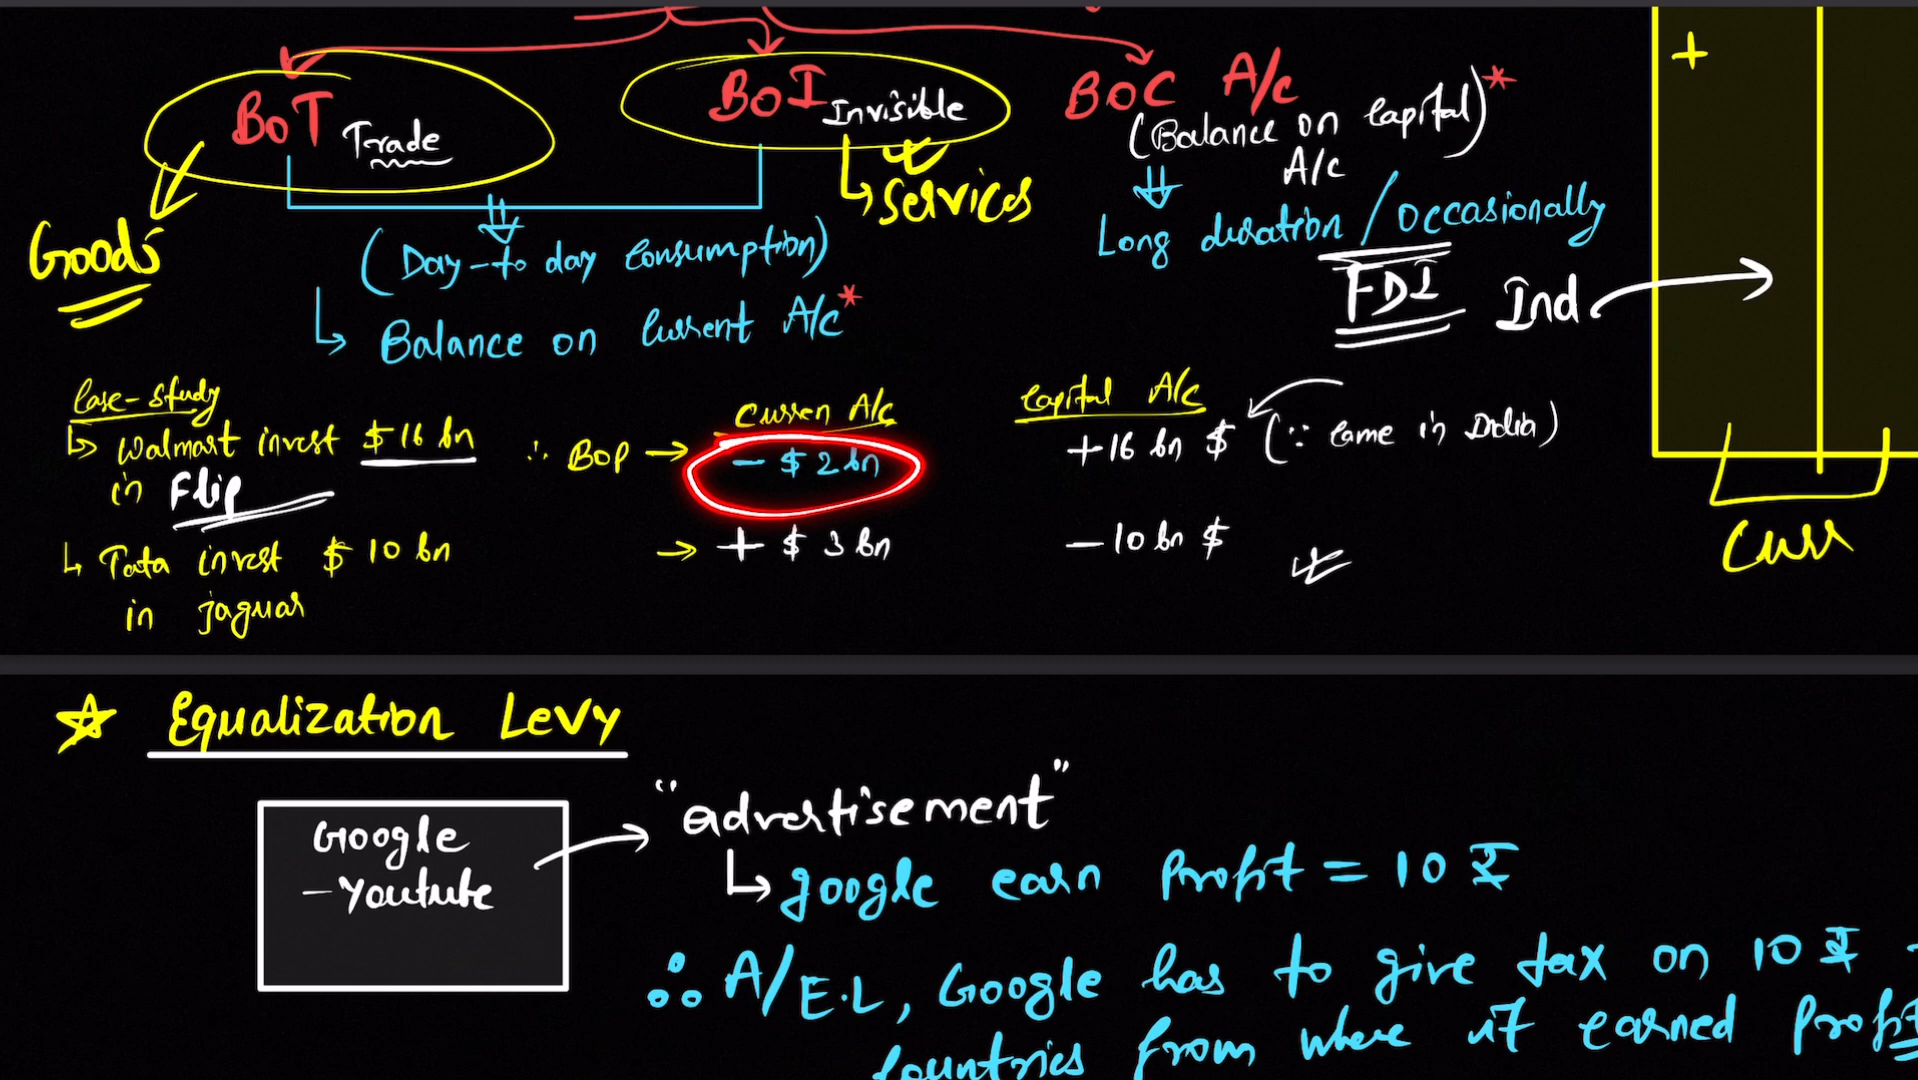 BOT Trade
BOI Invisible
BOC A/c *
(Balance on Capital)
A/c
+
Services
Goods
(Day-to day Consumption)
Long duration / Occasionally
FDI
Ind
Balance on Current A/c *
Case-study
Walmart invest $16 bn
in Flip
∴ BOP →
Curren A/c
- $ 2 bn
Capital A/c
+16 bn $ (∵ Came in India)
Tata invest $ 10 bn
in jaguar
→ + $ 3 bn
-10 bn $
Curr
☆ Equalization Levy
Google
- Youtube
"advertisement"
↳ google earn Profit = 10 ₹
∴ A/E.L, Google has to give tax on 10 ₹
Countries from where it earned Profit